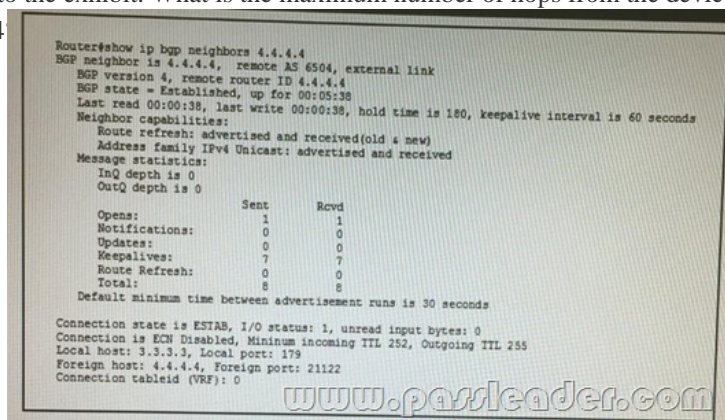 to the exhibit. What is the maximum number of hops from the device
4
Router#show ip bgp neighbors 4.4.4.4
BGP neighbor is 4.4.4.4, remote AS 6504, external link
BGP version 4, remote router ID 4.4.4.4
BGP state = Established, up for 00:05:38
Last read 00:00:38, last write 00:00:38, hold time is 180, keepalive interval is 60 seconds
Neighbor capabilities:
Route refresh: advertised and received(old & new)
Address family IPv4 Unicast: advertised and received
Message statistics:
InQ depth is 0
OutQ depth is 0
Sent Rcvd
Opens: 1 1
Notifications: 0 0
Updates: 0 0
Keepalives: 7 7
Route Refresh: 0 0
Total: 8 8
Default minimum time between advertisement runs is 30 seconds
Connection state is ESTAB, I/O status: 1, unread input bytes: 0
Connection is ECN Disabled, Mininum incoming TTL 252, Outgoing TTL 255
Local host: 3.3.3.3, Local port: 179
Foreign host: 4.4.4.4, Foreign port: 21122
Connection tableid (VRF): 0
www.passleader.com